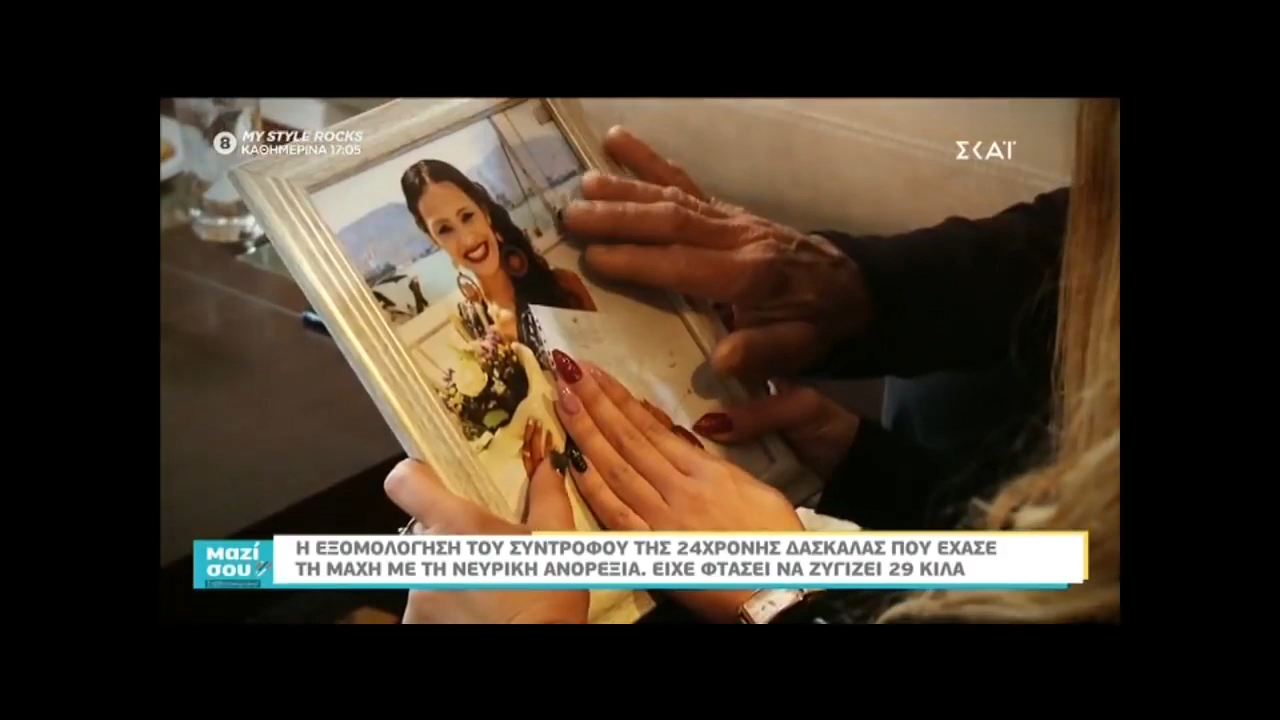 8 MY STYLE ROCKS
ΚΑΘΗΜΕΡΙΝΑ 17:05
ΣΚΑΪ
Μαζί
σου
Η ΕΞΟΜΟΛΟΓΗΣΗ ΤΟΥ ΣΥΝΤΡΟΦΟΥ ΤΗΣ 24ΧΡΟΝΗΣ ΔΑΣΚΑΛΑΣ ΠΟΥ ΕΧΑΣΕ
ΤΗ ΜΑΧΗ ΜΕ ΤΗ ΝΕΥΡΙΚΗ ΑΝΟΡΕΞΙΑ. ΕΙΧΕ ΦΤΑΣΕΙ ΝΑ ΖΥΓΙΖΕΙ 29 ΚΙΛΑ